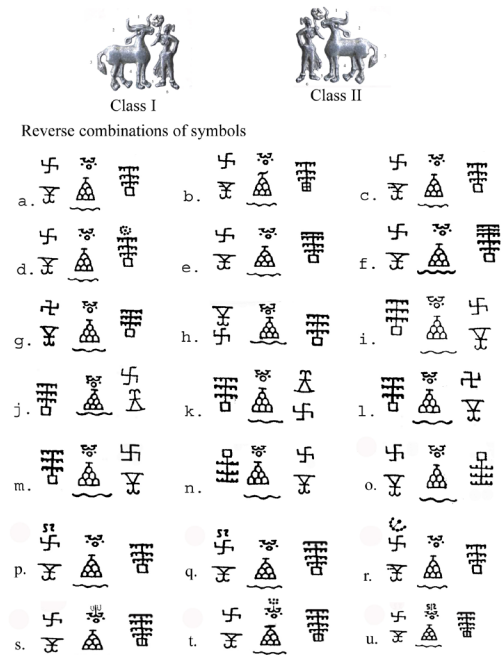 Class I
Class II
Reverse combinations of symbols
a. b. c.
d. e. f.
g. h. i.
j. k. l.
m. n. o.
p. q. r.
s. t. u.